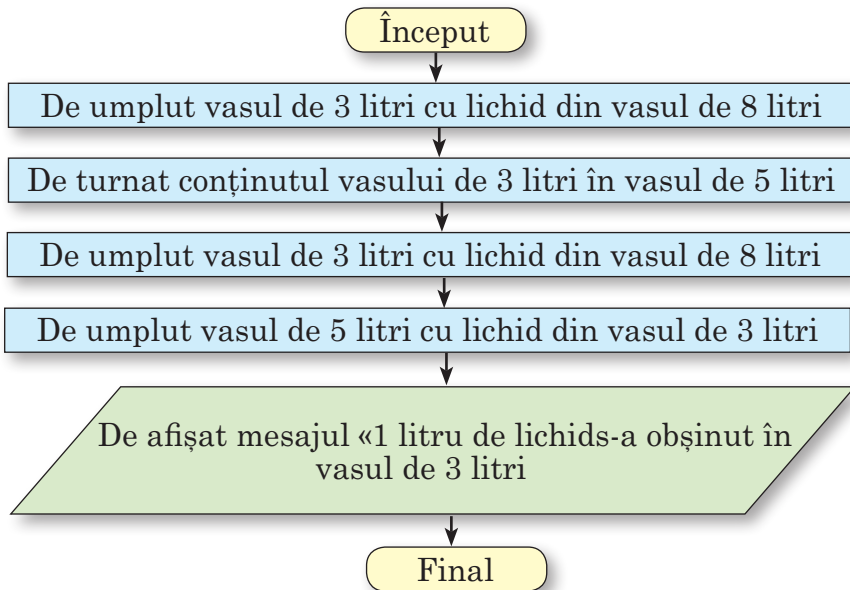 Început
De umplut vasul de 3 litri cu lichid din vasul de 8 litri
De turnat conținutul vasului de 3 litri în vasul de 5 litri
De umplut vasul de 3 litri cu lichid din vasul de 8 litri
De umplut vasul de 5 litri cu lichid din vasul de 3 litri
De afișat mesajul «1 litru de lichids-a obșinut în
vasul de 3 litri
Final